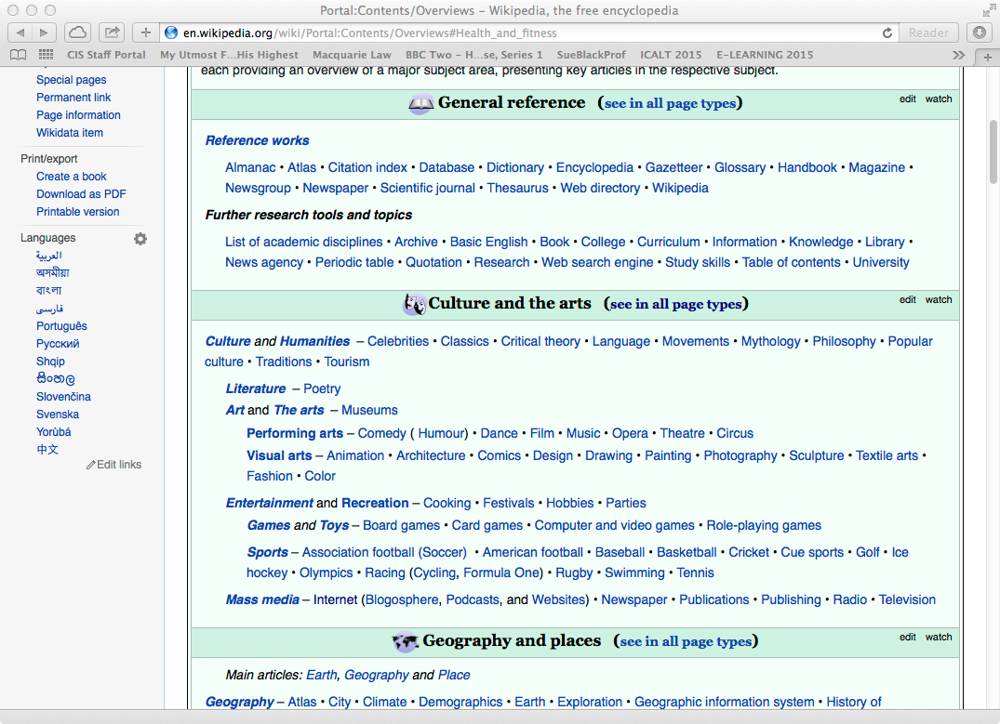 Portal:Contents/Overviews – Wikipedia, the free encyclopedia
en.wikipedia.org/wiki/Portal:Contents/Overviews#Health_and_fitness
Reader
CIS Staff Portal My Utmost F...His Highest Macquarie Law BBC Two – H...se, Series 1 SueBlackProf ICALT 2015 E-LEARNING 2015
Special pages
Permanent link
Page information
Wikidata item
Print/export
Create a book
Download as PDF
Printable version
Languages
العربية
অসমীয়া
বাংলা
فارسی
Português
Русский
Shqip
සිංහල
Slovenčina
Svenska
Yorùbá
中文
Edit links
each providing an overview of a major subject area, presenting key articles in the respective subject.
General reference (see in all page types) edit watch
Reference works
Almanac • Atlas • Citation index • Database • Dictionary • Encyclopedia • Gazetteer • Glossary • Handbook • Magazine •
Newsgroup • Newspaper • Scientific journal • Thesaurus • Web directory • Wikipedia
Further research tools and topics
List of academic disciplines • Archive • Basic English • Book • College • Curriculum • Information • Knowledge • Library •
News agency • Periodic table • Quotation • Research • Web search engine • Study skills • Table of contents • University
Culture and the arts (see in all page types) edit watch
Culture and Humanities – Celebrities • Classics • Critical theory • Language • Movements • Mythology • Philosophy • Popular
culture • Traditions • Tourism
Literature – Poetry
Art and The arts – Museums
Performing arts – Comedy ( Humour) • Dance • Film • Music • Opera • Theatre • Circus
Visual arts – Animation • Architecture • Comics • Design • Drawing • Painting • Photography • Sculpture • Textile arts •
Fashion • Color
Entertainment and Recreation – Cooking • Festivals • Hobbies • Parties
Games and Toys – Board games • Card games • Computer and video games • Role-playing games
Sports – Association football (Soccer) • American football • Baseball • Basketball • Cricket • Cue sports • Golf • Ice
hockey • Olympics • Racing (Cycling, Formula One) • Rugby • Swimming • Tennis
Mass media – Internet (Blogosphere, Podcasts, and Websites) • Newspaper • Publications • Publishing • Radio • Television
Geography and places (see in all page types) edit watch
Main articles: Earth, Geography and Place
Geography – Atlas • City • Climate • Demographics • Earth • Exploration • Geographic information system • History of